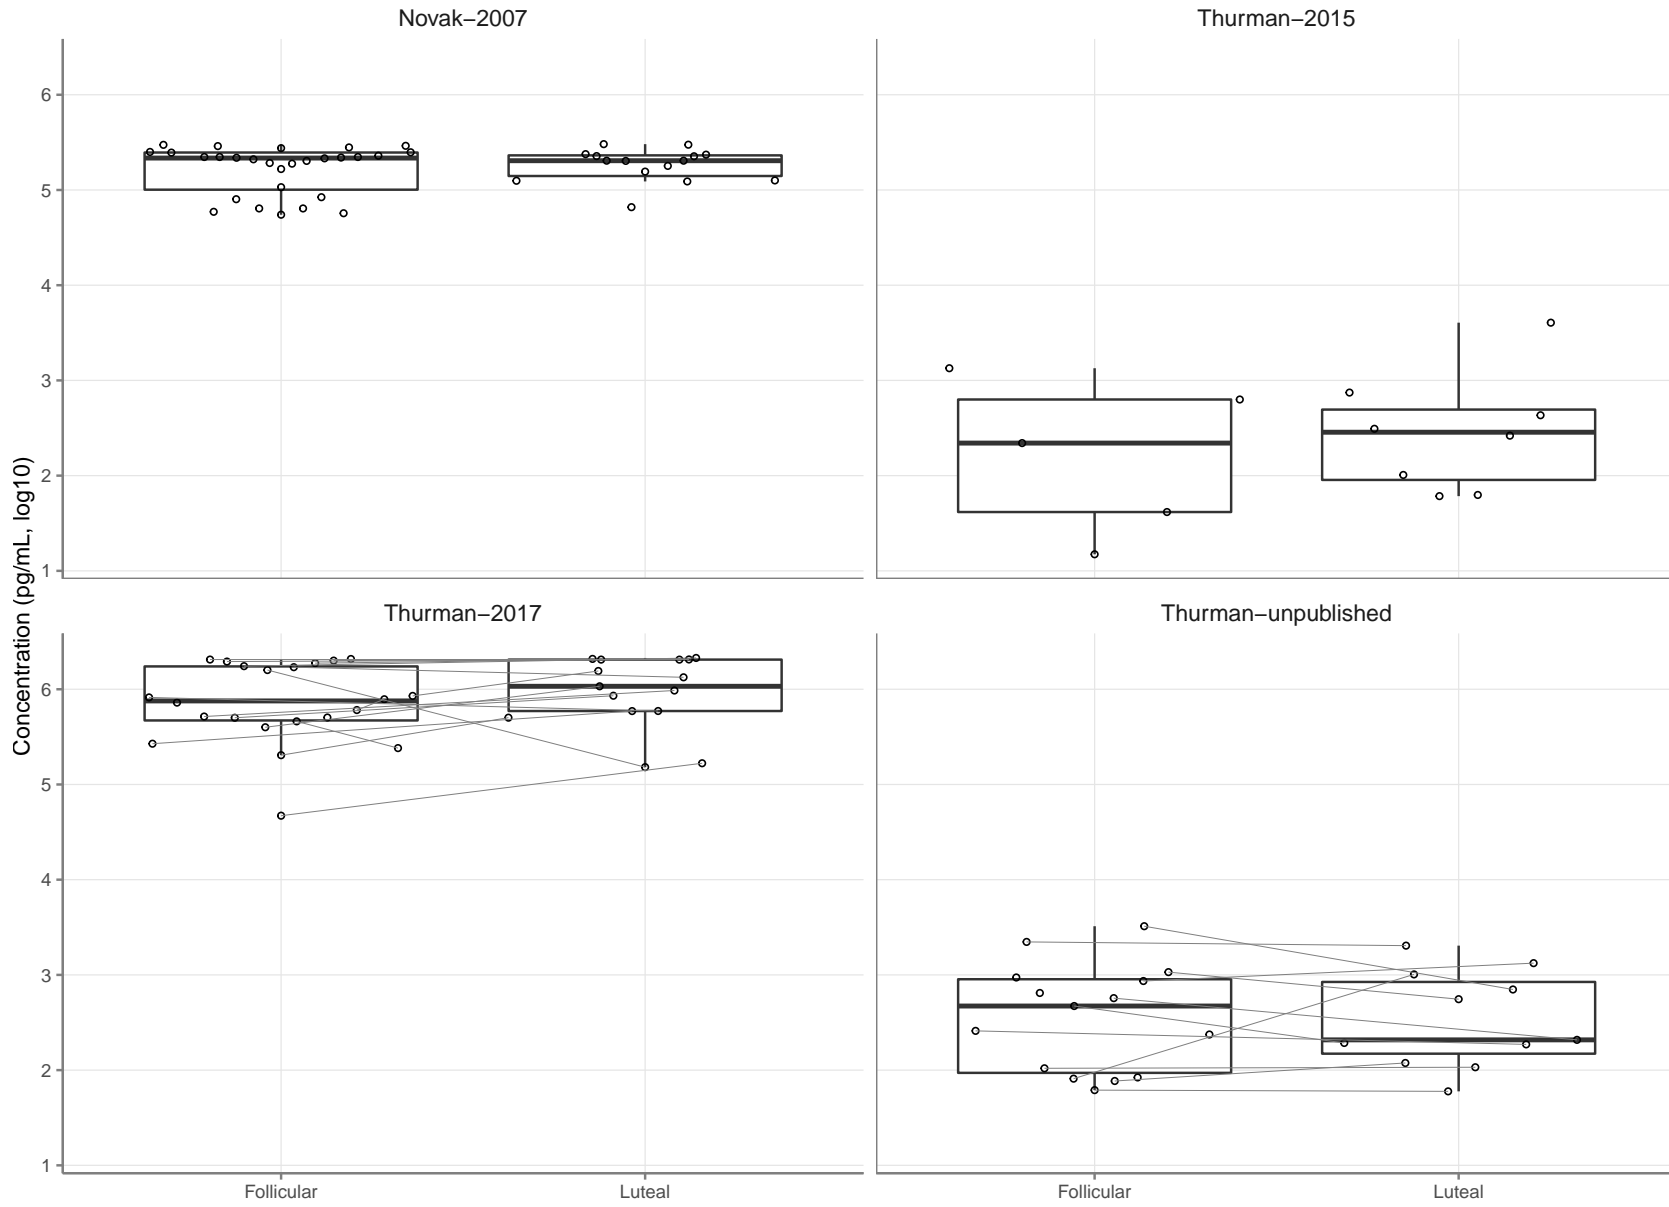 Novak−2007
Thurman−2015
6
5
4
3
2
1
Concentration (pg/mL, log10)
Thurman−2017
Thurman−unpublished
6
5
4
3
2
1
Follicular
Luteal
Follicular
Luteal